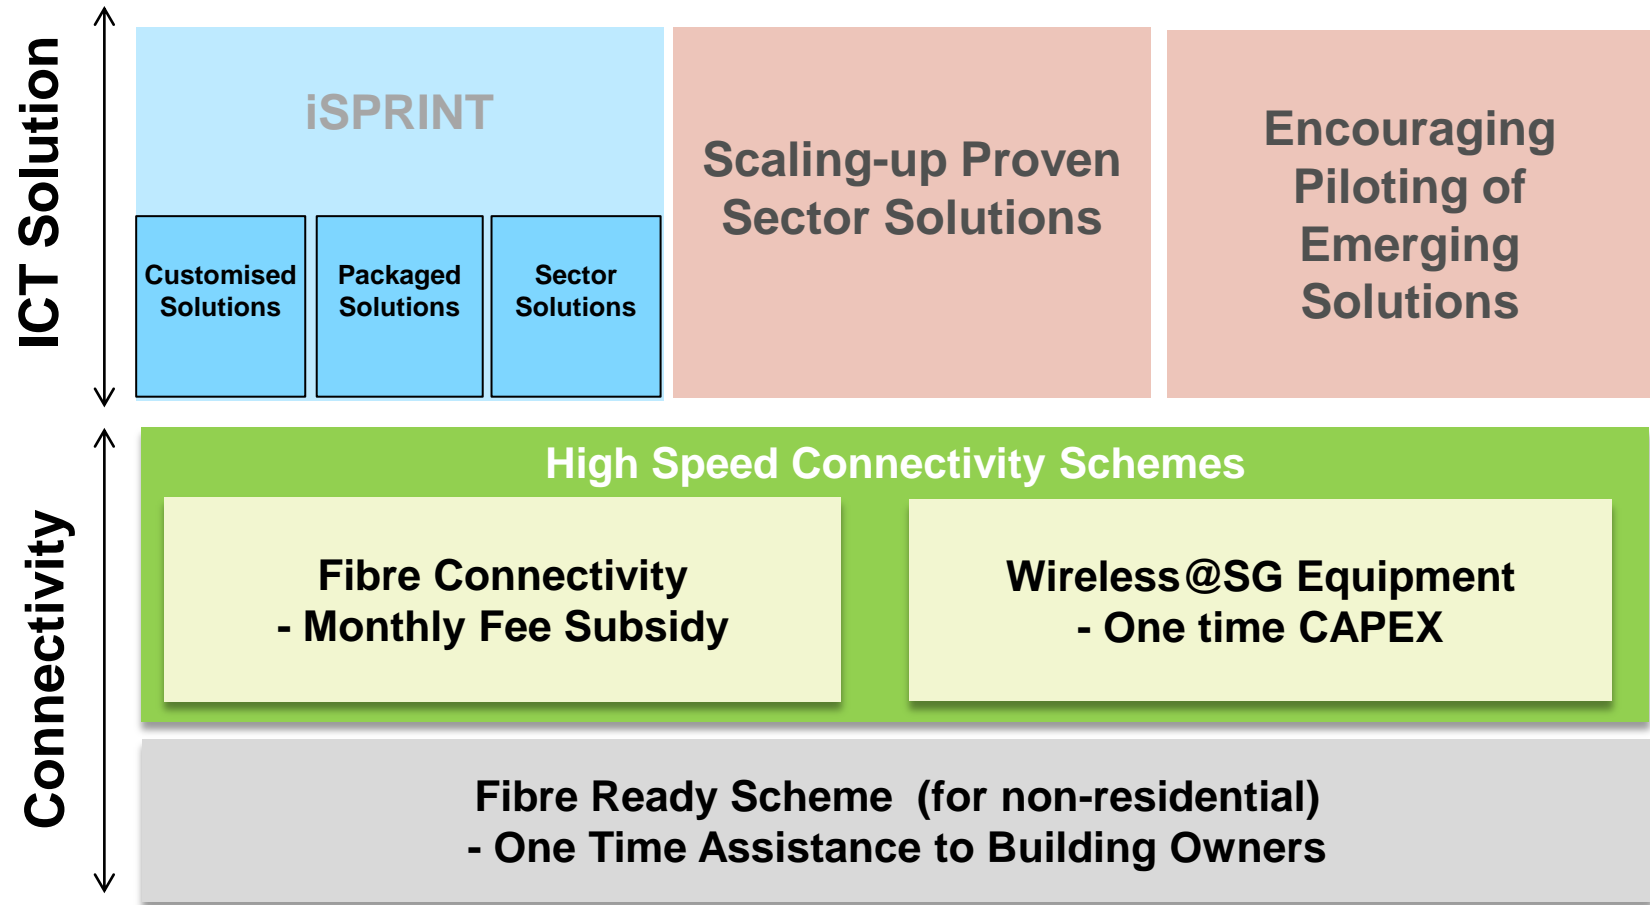 ICT Solution
iSPRINT
Customised
Solutions
Packaged
Solutions
Sector
Solutions
Scaling-up Proven
Sector Solutions
Encouraging
Piloting of
Emerging
Solutions
Connectivity
High Speed Connectivity Schemes
Fibre Connectivity
- Monthly Fee Subsidy
Wireless@SG Equipment
- One time CAPEX
Fibre Ready Scheme (for non-residential)
- One Time Assistance to Building Owners